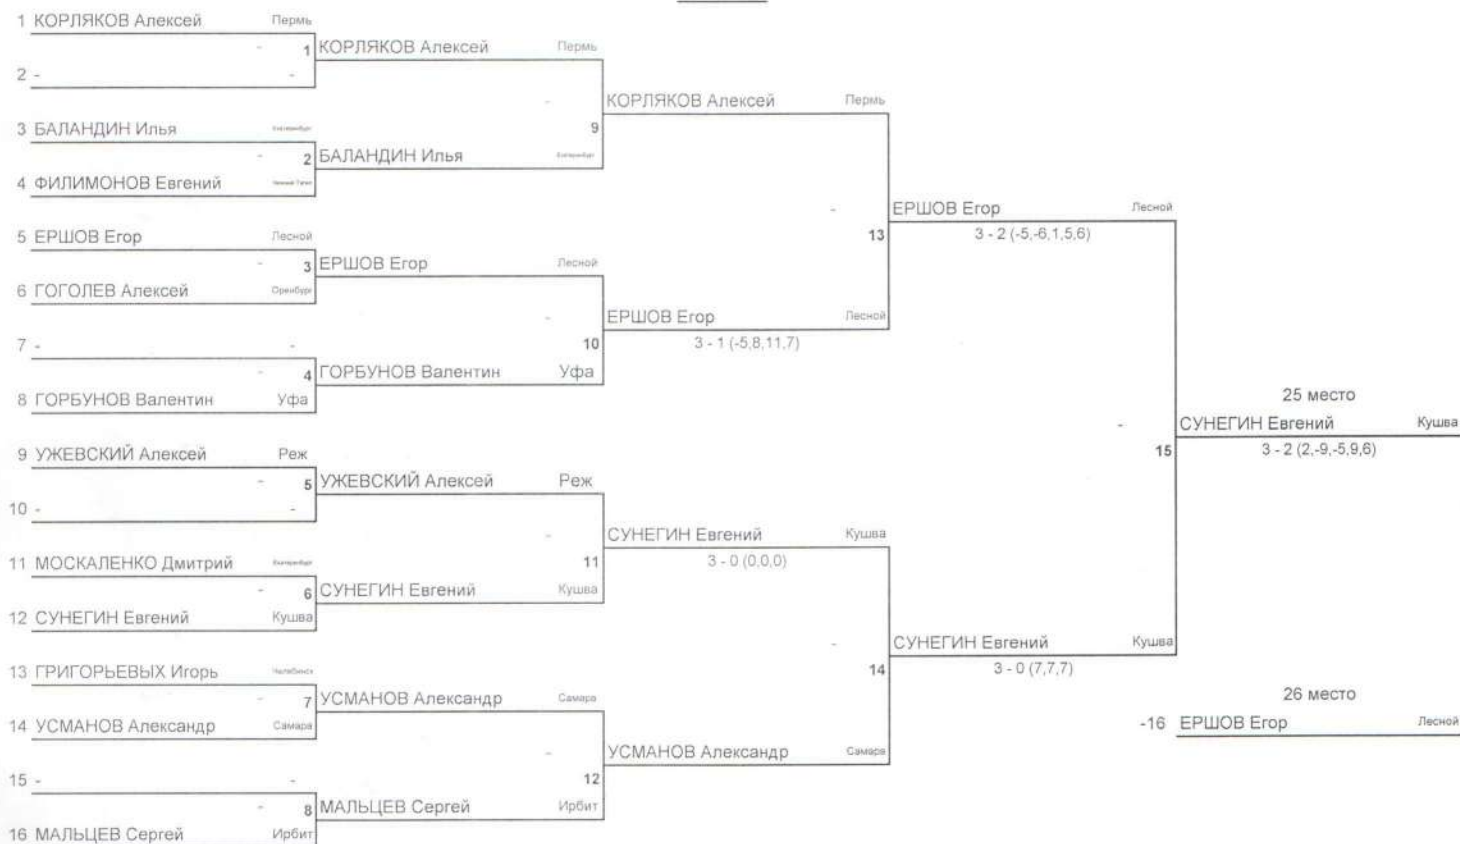 1 КОРЛЯКОВ Алексей Пермь
- 1 КОРЛЯКОВ Алексей Пермь
2 - -
- КОРЛЯКОВ Алексей Пермь
3 БАЛАНДИН Илья Екатеринбург
9
- 2 БАЛАНДИН Илья Екатеринбург
4 ФИЛИМОНОВ Евгений Нижний Тагил
- ЕРШОВ Егор Лесной
5 ЕРШОВ Егор Лесной
13 3 - 2 (-5,-6,1,5,6)
- 3 ЕРШОВ Егор Лесной
6 ГОГОЛЕВ Алексей Оренбург
- ЕРШОВ Егор Лесной
7 - -
10 3 - 1 (-5,8,11,7)
- 4 ГОРБУНОВ Валентин Уфа
8 ГОРБУНОВ Валентин Уфа
25 место
- СУНЕГИН Евгений Кушва
15 3 - 2 (2,-9,-5,9,6)
9 УЖЕВСКИЙ Алексей Реж
- 5 УЖЕВСКИЙ Алексей Реж
10 - -
- СУНЕГИН Евгений Кушва
11 МОСКАЛЕНКО Дмитрий Екатеринбург
11 3 - 0 (0,0,0)
- 6 СУНЕГИН Евгений Кушва
12 СУНЕГИН Евгений Кушва
- СУНЕГИН Евгений Кушва
14 3 - 0 (7,7,7)
13 ГРИГОРЬЕВЫХ Игорь Челябинск
- 7 УСМАНОВ Александр Самара
14 УСМАНОВ Александр Самара
26 место
-16 ЕРШОВ Егор Лесной
- УСМАНОВ Александр Самара
15 - -
12
- 8 МАЛЬЦЕВ Сергей Ирбит
16 МАЛЬЦЕВ Сергей Ирбит